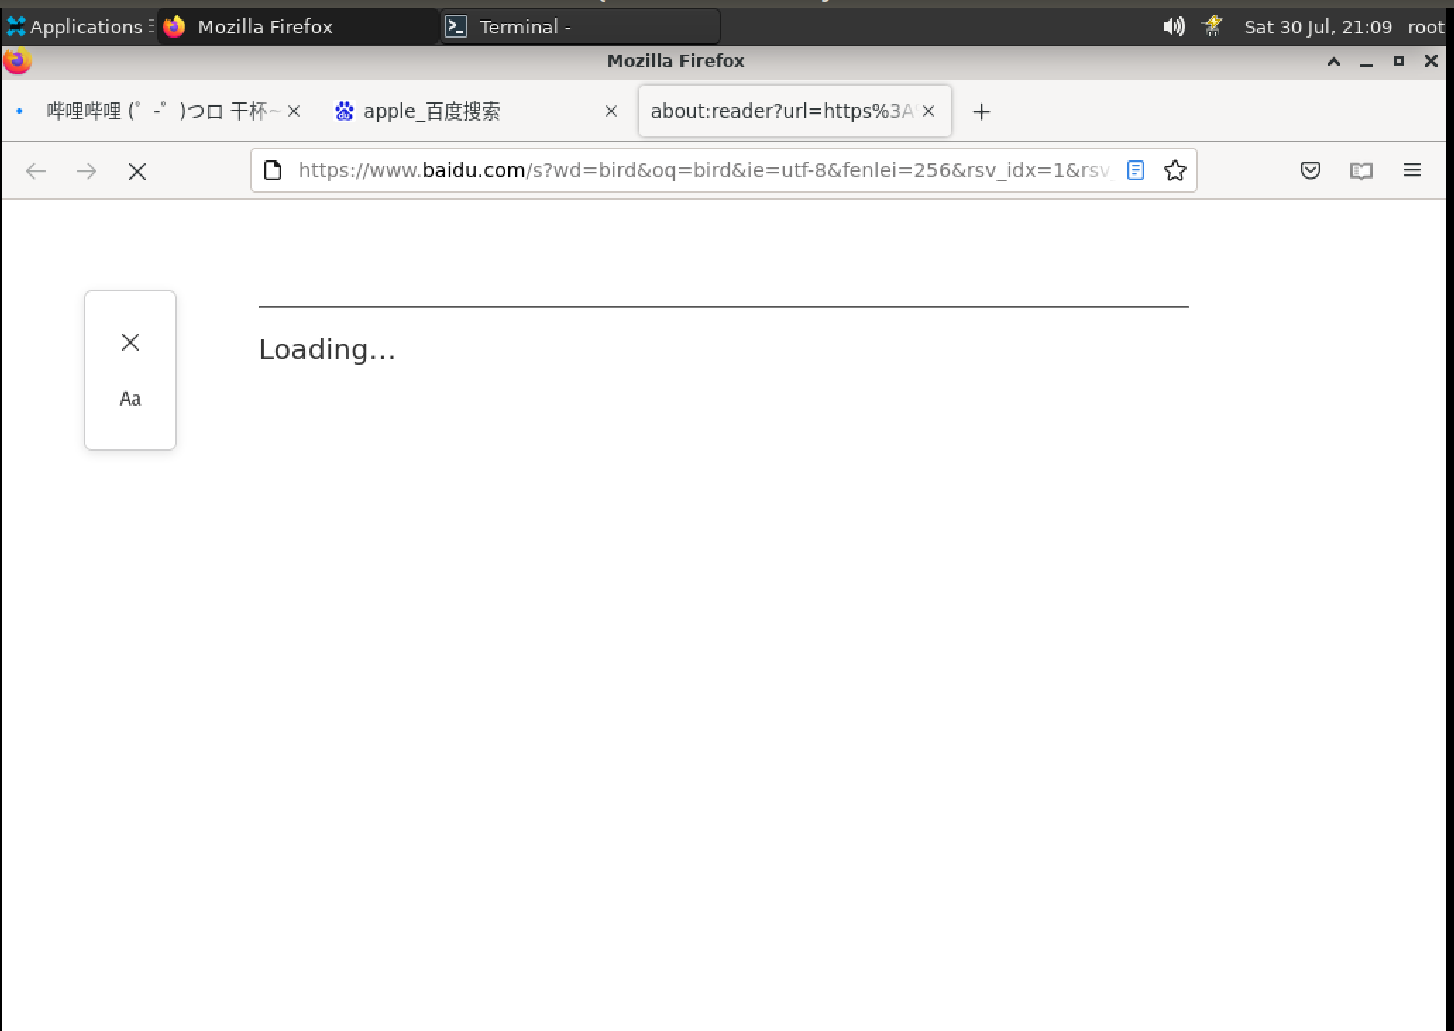 Applications Mozilla Firefox Terminal - Sat 30 Jul, 21:09 root
Mozilla Firefox
哔哩哔哩 (゜-゜)つロ 干杯~ apple_百度搜索 about:reader?url=https%3A
https://www.baidu.com/s?wd=bird&oq=bird&ie=utf-8&fenlei=256&rsv_idx=1&rsv_
Loading...
Aa